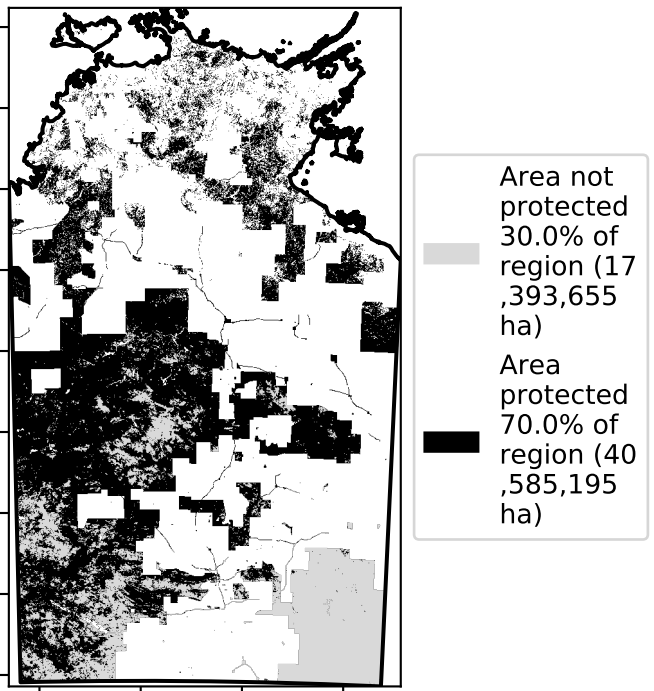 Area not
protected
30.0% of
region (17
,393,655
ha)
Area
protected
70.0% of
region (40
,585,195
ha)